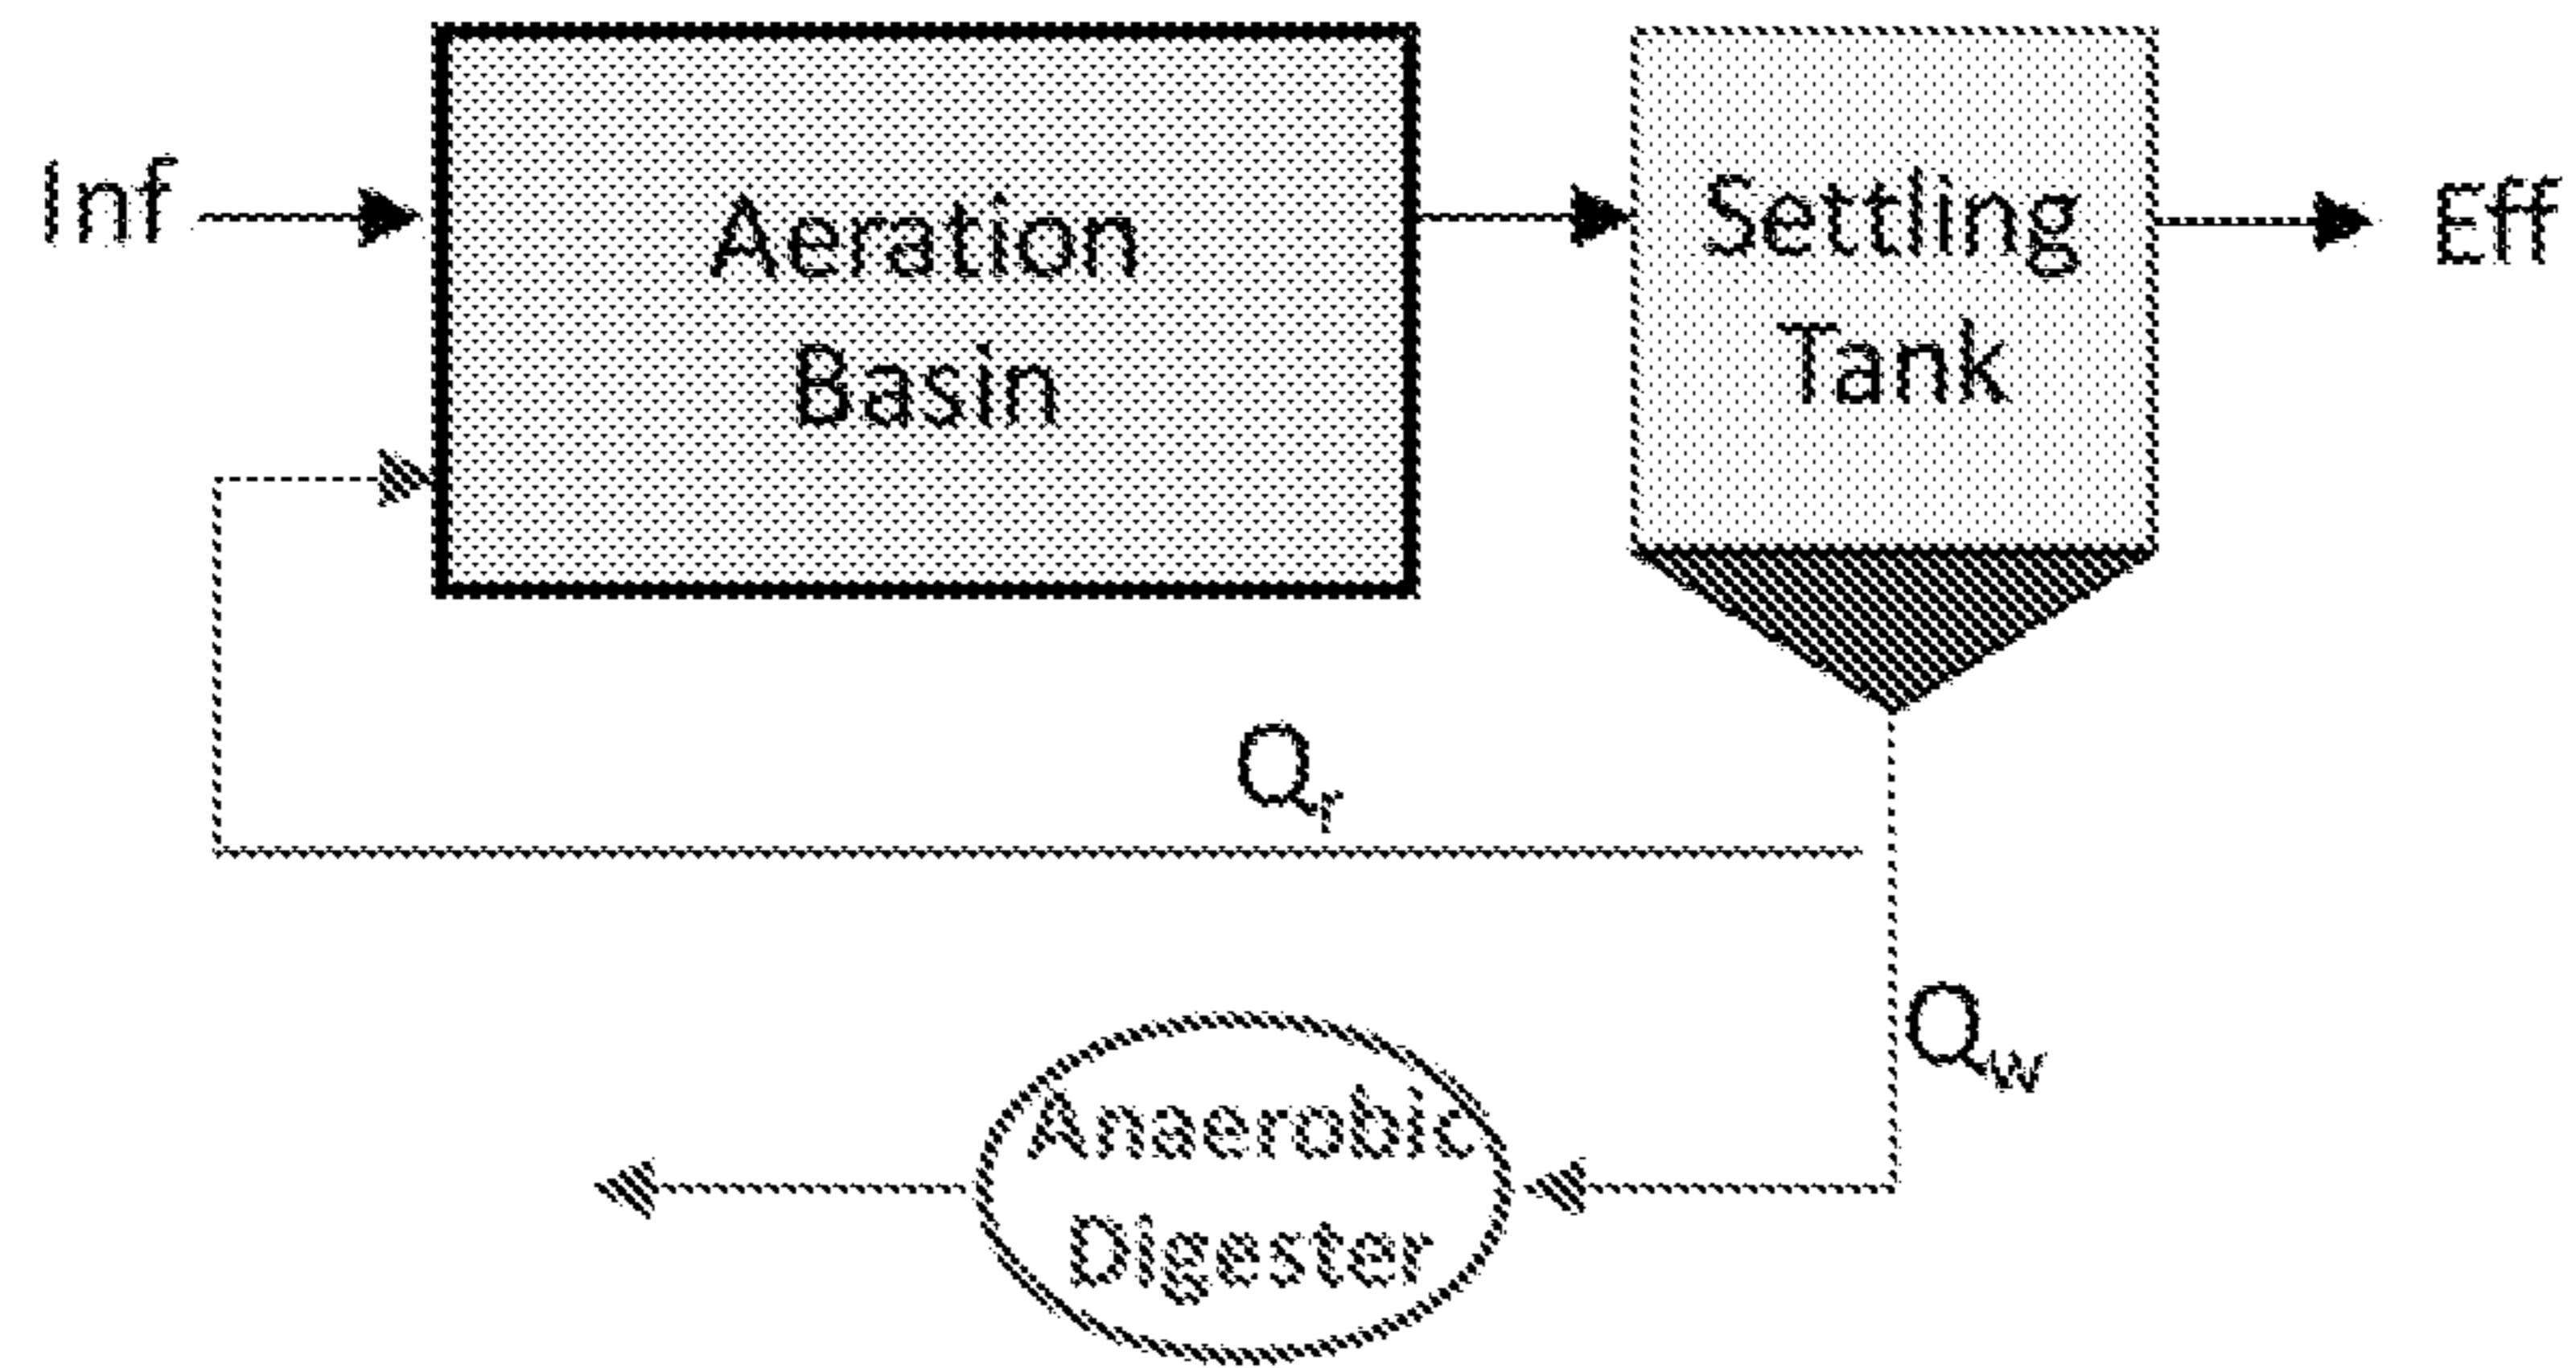 Inf
Aeration
Basin
Settling
Tank
Eff
Qr
Qw
Anaerobic
Digester